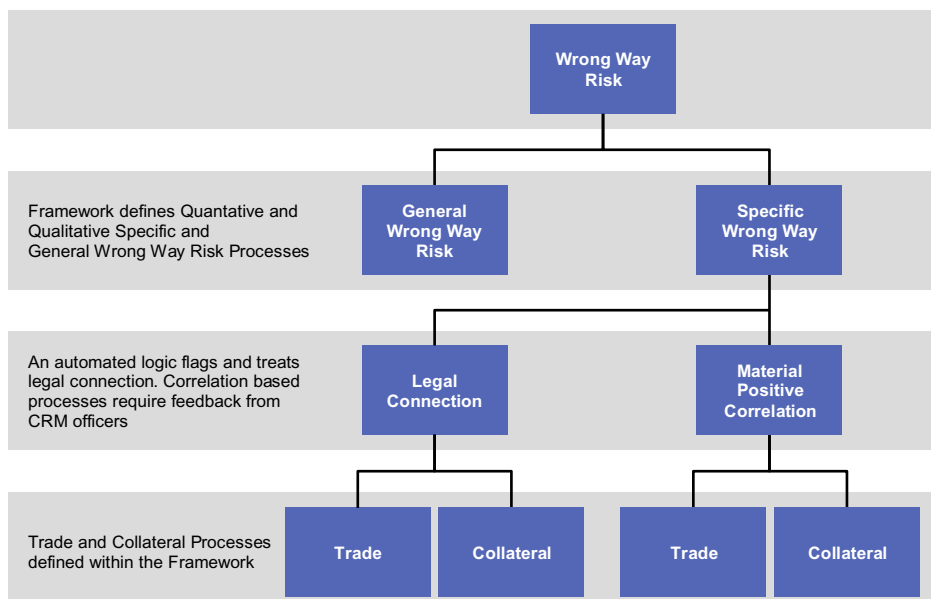 Wrong Way
Risk
Framework defines Quantative and
Qualitative Specific and
General Wrong Way Risk Processes
General
Wrong Way
Risk
Specific
Wrong Way
Risk
An automated logic flags and treats
legal connection. Correlation based
processes require feedback from
CRM officers
Legal
Connection
Material
Positive
Correlation
Trade and Collateral Processes
defined within the Framework
Trade
Collateral
Trade
Collateral